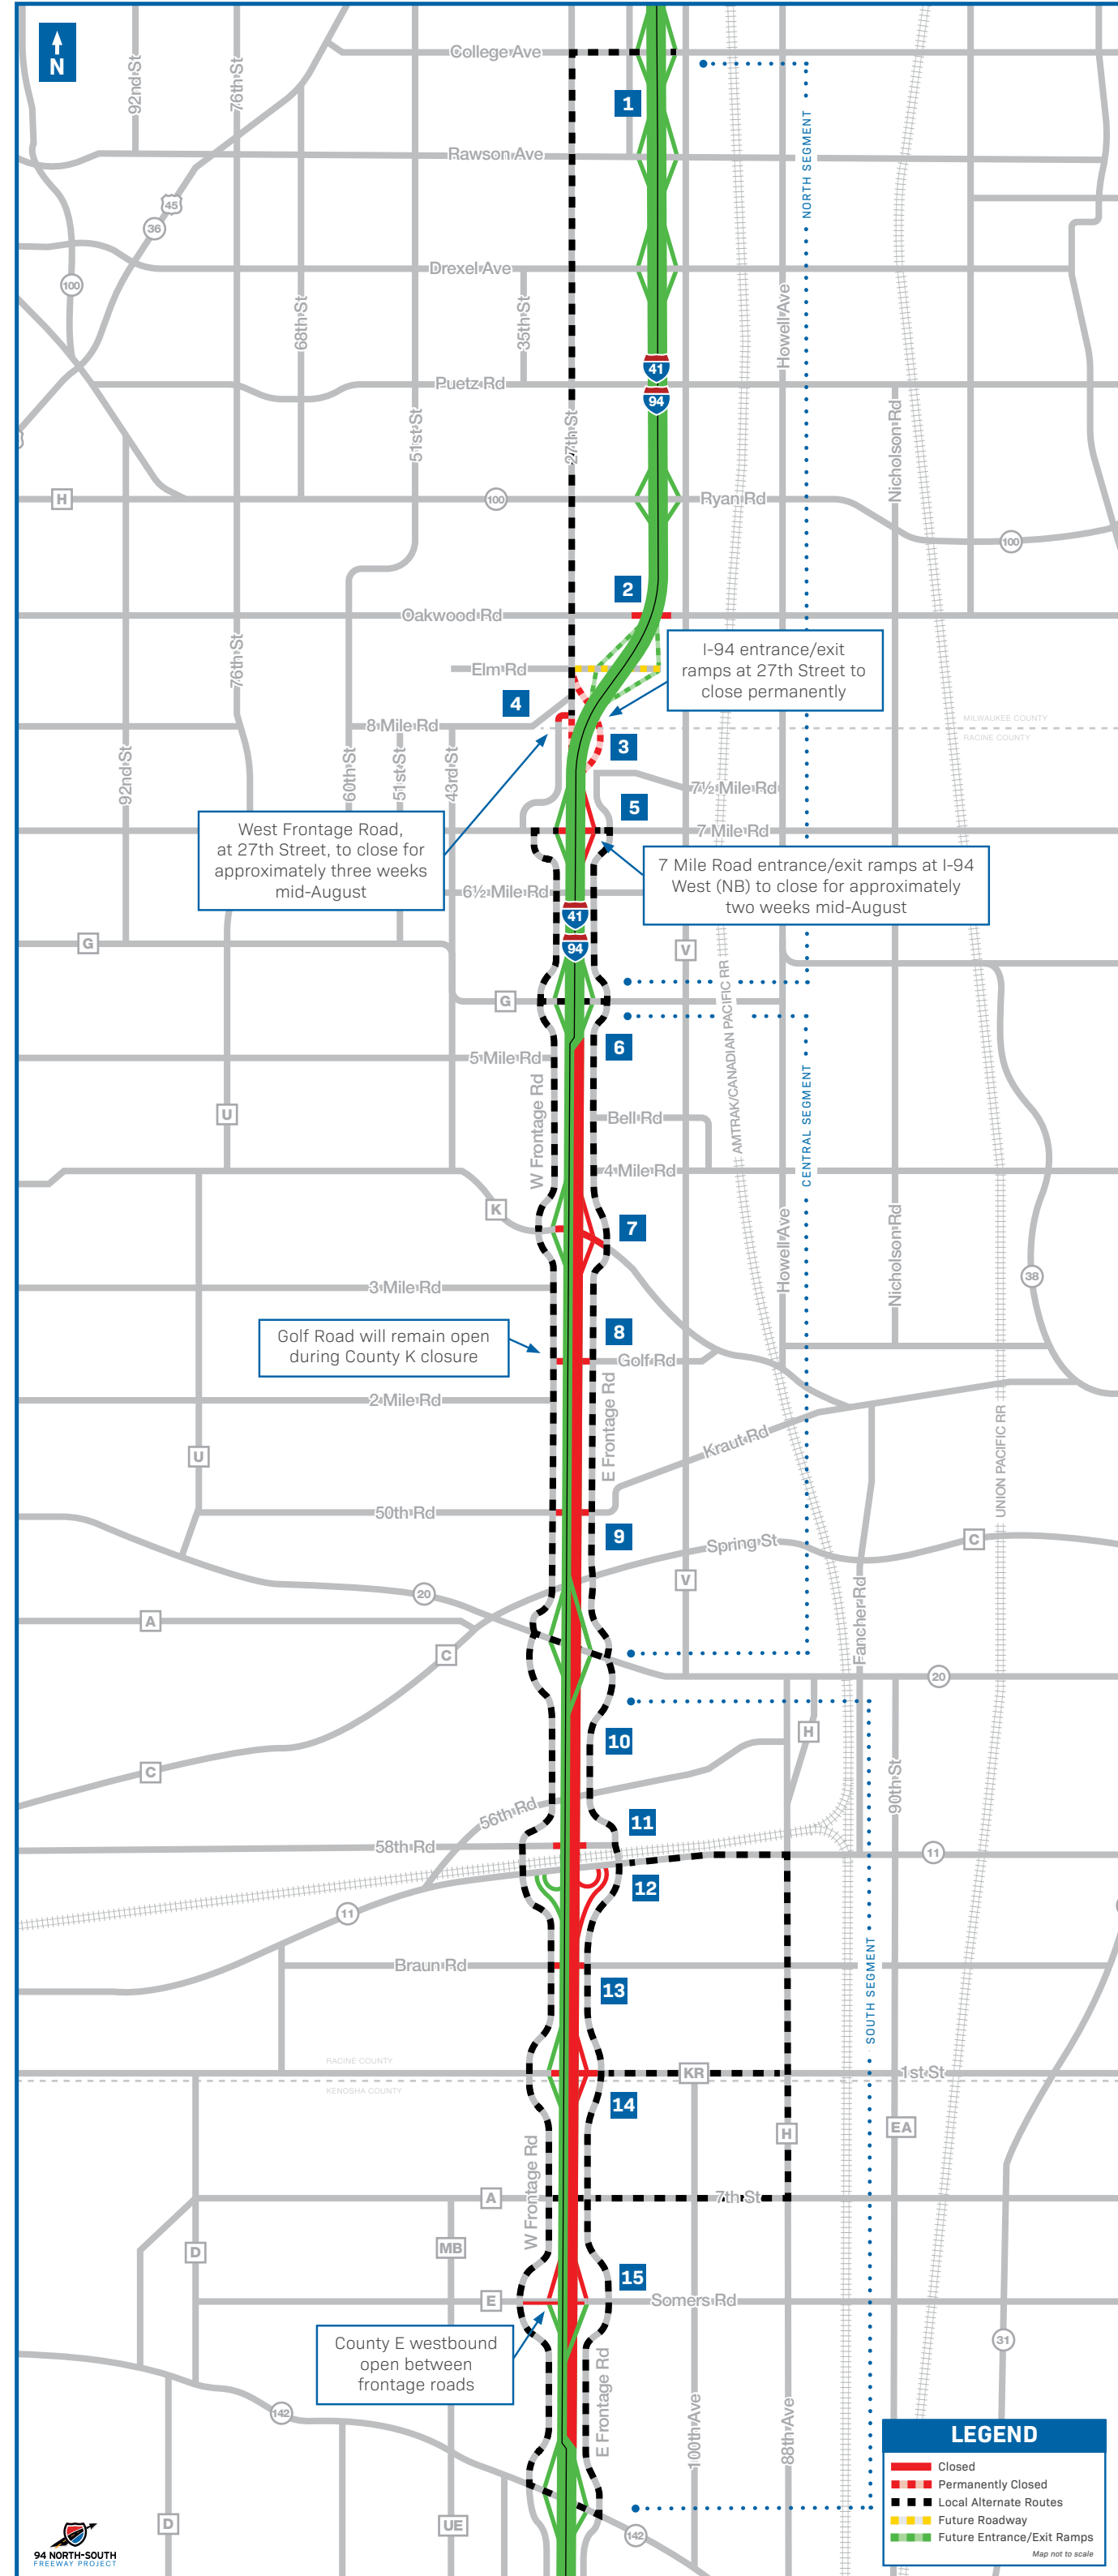 N
College Ave
92nd St
76th St
1
NORTH SEGMENT
Rawson Ave
45
36
Drexel Ave
100
68th St
35th St
Howell Ave
41
Puetz Rd
94
51st St
27th St
Nicholson Rd
H
100
Ryan Rd
100
2
Oakwood Rd
I-94 entrance/exit
ramps at 27th Street to
close permanently
76th St
Elm Rd
4
8 Mile Rd
MILWAUKEE COUNTY
RACINE COUNTY
3
92nd St
60th St
51st St
43rd St
7½ Mile Rd
5
West Frontage Road,
at 27th Street, to close for
approximately three weeks
mid-August
7 Mile Rd
7 Mile Road entrance/exit ramps at I-94
West (NB) to close for approximately
two weeks mid-August
6½ Mile Rd
41
94
G
V
G
AMTRAK/CANADIAN PACIFIC RR
6
5 Mile Rd
W Frontage Rd
U
Bell Rd
CENTRAL SEGMENT
4 Mile Rd
K
7
Howell Ave
Nicholson Rd
38
3 Mile Rd
Golf Road will remain open
during County K closure
8
Golf Rd
2 Mile Rd
E Frontage Rd
Kraut Rd
UNION PACIFIC RR
U
50th Rd
9
Spring St
C
20
V
Fancher Rd
A
C
20
10
H
C
90th St
56th Rd
11
58th Rd
11
12
11
Braun Rd
13
SOUTH SEGMENT
RACINE COUNTY
KENOSHA COUNTY
KR
1st St
14
H
EA
W Frontage Rd
A
7th St
D
MB
15
E
Somers Rd
County E westbound
open between
frontage roads
31
E Frontage Rd
100th Ave
88th Ave
142
D
UE
142
LEGEND
Closed
Permanently Closed
Local Alternate Routes
Future Roadway
Future Entrance/Exit Ramps
Map not to scale
94 NORTH-SOUTH
FREEWAY PROJECT